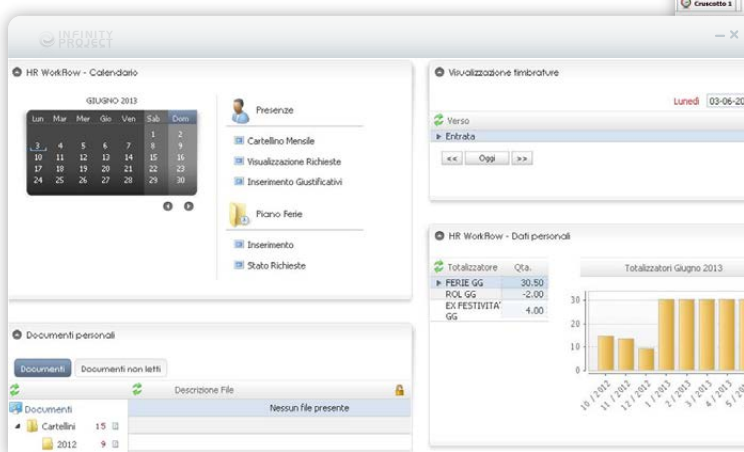 Cruscotto 1
INFINITY
PROJECT
HR Workflow - Calendario
GIUGNO 2013
Lun Mar Mer Gio Ven Sab Dom
1 2
3 4 5 6 7 8 9
10 11 12 13 14 15 16
17 18 19 20 21 22 23
24 25 26 27 28 29 30
Presenze
Cartellino Mensile
Visualizzazione Richieste
Inserimento Giustificativi
Piano Ferie
Inserimento
Stato Richieste
Visualizzazione timbrature
Lunedì 03-06-20
Verso
Entrata
<< Oggi >>
HR Workflow - Dati personali
Totalizzatore Qta.
FERIE GG 30.50
ROL GG -2.00
EX FESTIVITA' GG 4.00
Totalizzatori Giugno 2013
30
20
10
0
10/2012 11/2012 12/2012 1/2013 2/2013 3/2013 4/2013 5/20
Documenti personali
Documenti Documenti non letti
Descrizione File
Documenti
Nessun file presente
Cartellini 15
2012 9